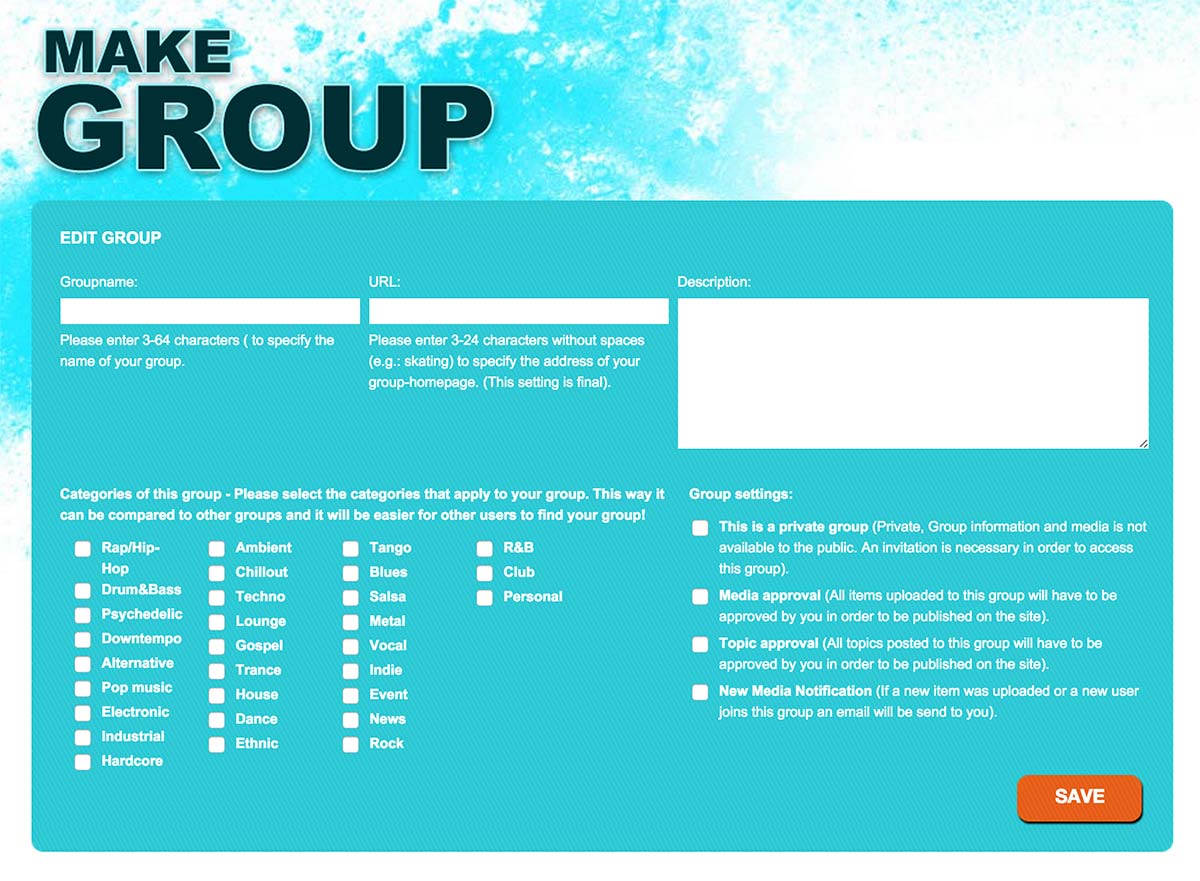 MAKE
GROUP
EDIT GROUP
Groupname:
Please enter 3-64 characters ( to specify the
name of your group.
URL:
Please enter 3-24 characters without spaces
(e.g.: skating) to specify the address of your
group-homepage. (This setting is final).
Description:
Categories of this group - Please select the categories that apply to your group. This way it
can be compared to other groups and it will be easier for other users to find your group!
Rap/Hip-
Hop
Drum&Bass
Psychedelic
Downtempo
Alternative
Pop music
Electronic
Industrial
Hardcore
Ambient
Chillout
Techno
Lounge
Gospel
Trance
House
Dance
Ethnic
Tango
Blues
Salsa
Metal
Vocal
Indie
Event
News
Rock
R&B
Club
Personal
Group settings:
This is a private group (Private, Group information and media is not
available to the public. An invitation is necessary in order to access
this group).
Media approval (All items uploaded to this group will have to be
approved by you in order to be published on the site).
Topic approval (All topics posted to this group will have to be
approved by you in order to be published on the site).
New Media Notification (If a new item was uploaded or a new user
joins this group an email will be send to you).
SAVE